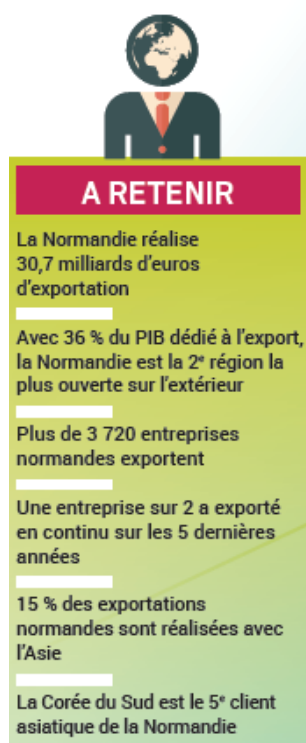 A RETENIR
La Normandie réalise
30,7 milliards d'euros
d'exportation
Avec 36 % du PIB dédié à l'export,
la Normandie est la 2e région la
plus ouverte sur l'extérieur
Plus de 3 720 entreprises
normandes exportent
Une entreprise sur 2 a exporté
en continu sur les 5 dernières
années
15 % des exportations
normandes sont réalisées avec
l'Asie
La Corée du Sud est le 5e client
asiatique de la Normandie